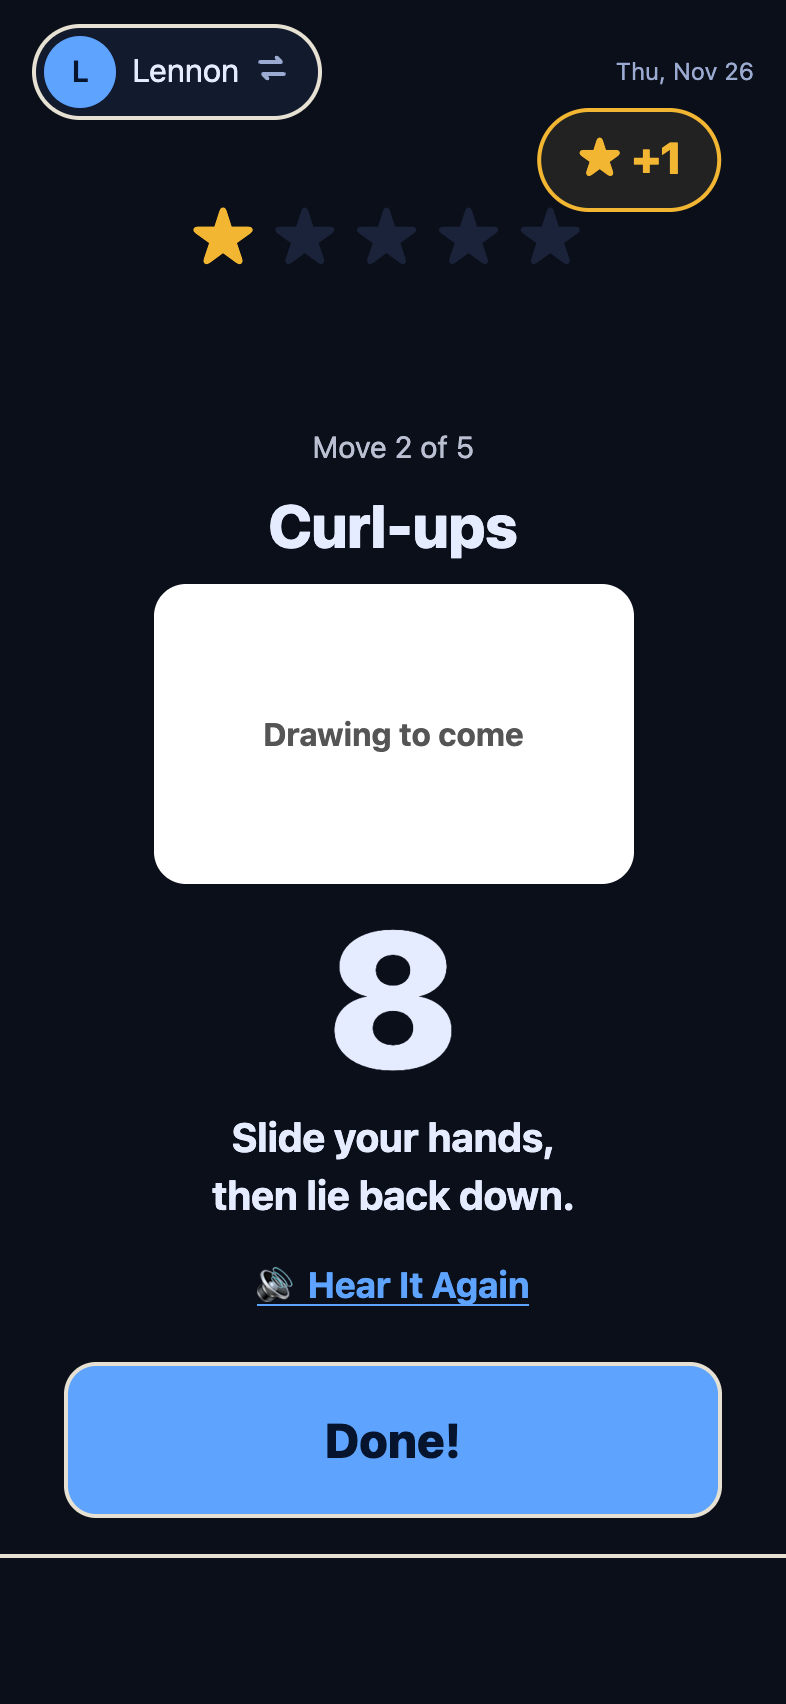 L Lennon
Thu, Nov 26
+1
Move 2 of 5
Curl-ups
Drawing to come
8
Slide your hands,
then lie back down.
Hear It Again
Done!